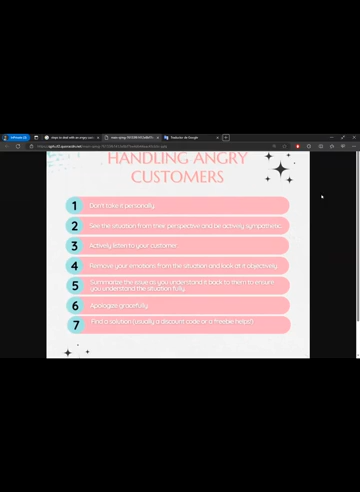 HANDLING ANGRY
CUSTOMERS
1 Don't take it personally.
2 See the situation from their perspective and be actively sympathetic.
3 Actively listen to your customer.
4 Remove your emotions from the situation and look at it objectively.
5 Summarize the issue as you understand it back to them to ensure
you understand the situation fully.
6 Apologize gracefully
7 Find a solution (usually a discount code or a freebie helps!)